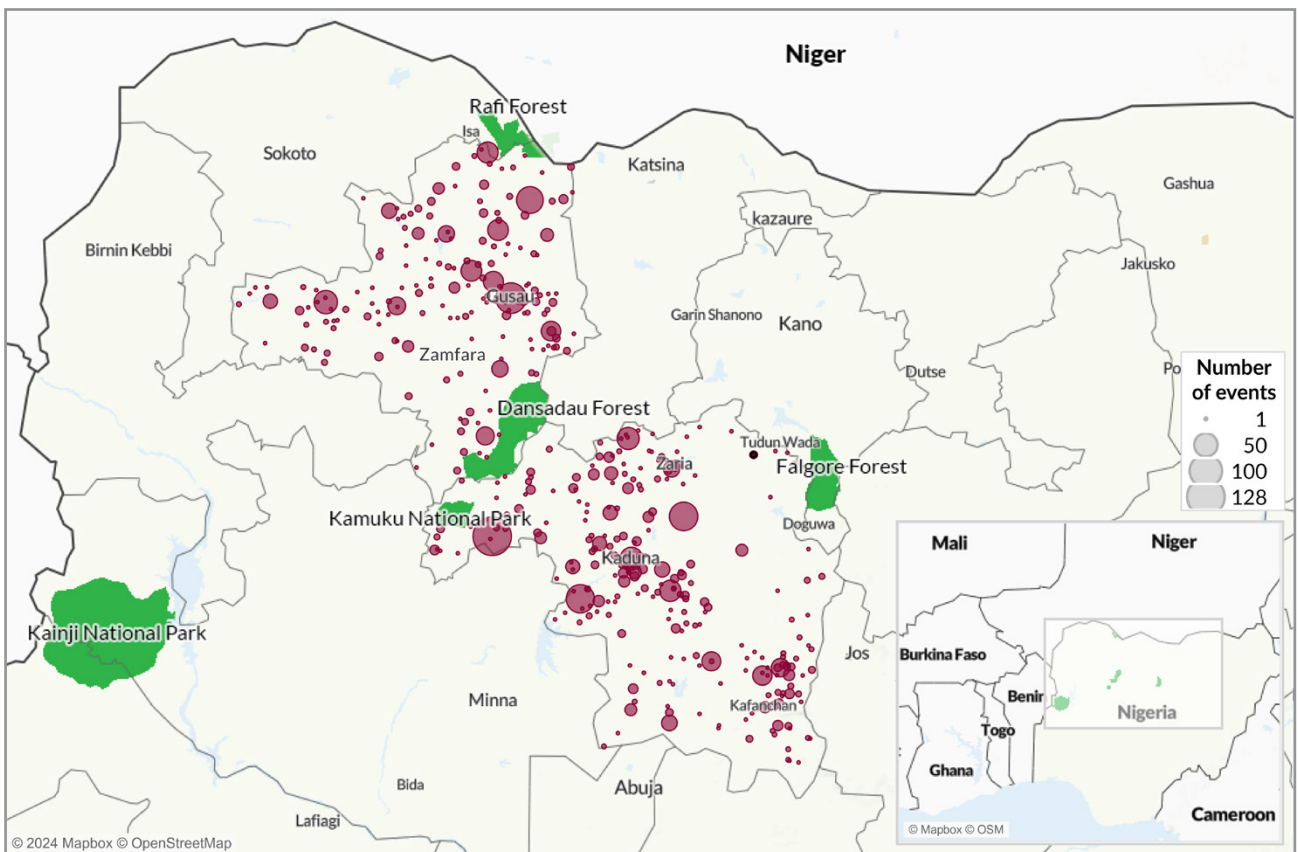 Niger
Rafi Forest
Isa
Sokoto
Katsina
Gashua
kazaure
Birnin Kebbi
Jakusko
Gusau
Garin Shanono
Kano
Zamfara
Dutse
Po
Number
of events
1
50
100
128
Dansadau Forest
Tudun Wada
Zaria
Falgore Forest
Kamuku National Park
Doguwa
Kaduna
Kainji National Park
Jos
Minna
Kafanchan
Bida
Abuja
Lafiagi
Mali
Niger
Burkina Faso
Benin
Nigeria
Togo
Ghana
Cameroon
© Mapbox © OSM
© 2024 Mapbox © OpenStreetMap